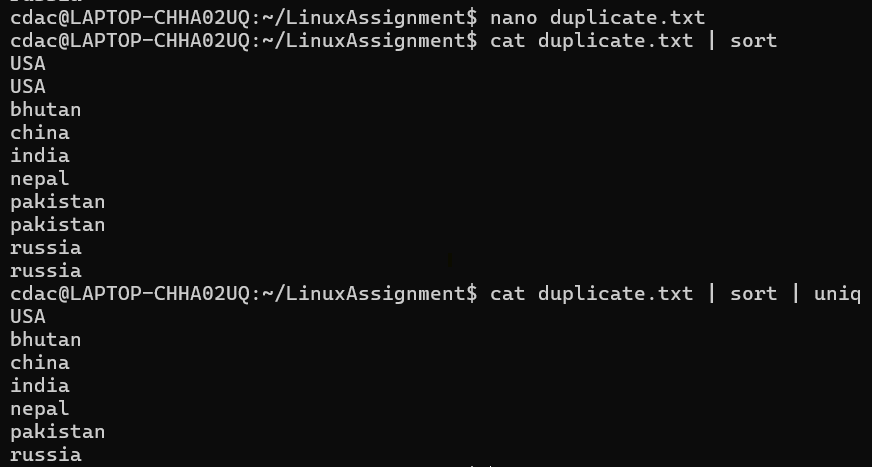 cdac@LAPTOP-CHHA02UQ:~/LinuxAssignment$ nano duplicate.txt
cdac@LAPTOP-CHHA02UQ:~/LinuxAssignment$ cat duplicate.txt | sort
USA
USA
bhutan
china
india
nepal
pakistan
pakistan
russia
russia
cdac@LAPTOP-CHHA02UQ:~/LinuxAssignment$ cat duplicate.txt | sort | uniq
USA
bhutan
china
india
nepal
pakistan
russia